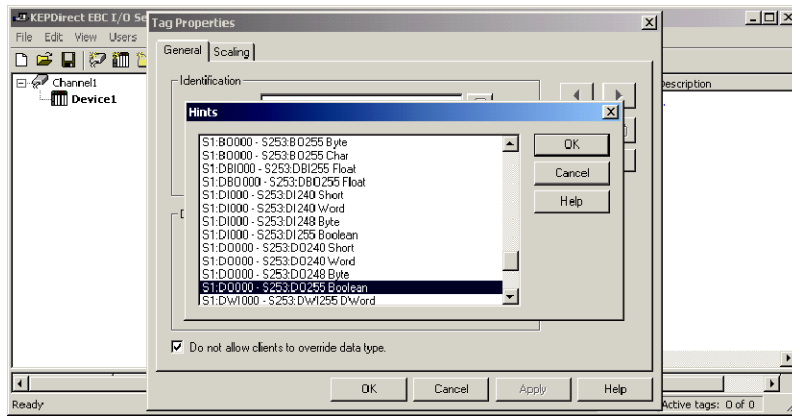 KEPDirect EBC I/O Se
Tag Properties
File Edit View Users
General Scaling
Channel1
Device1
Identification
Description
Hints
S1:BO000 - S253:BO255 Byte
S1:BO000 - S253:BO255 Char
S1:DBI000 - S253:DBI255 Float
S1:DBO000 - S253:DBO255 Float
S1:DI000 - S253:DI240 Short
S1:DI000 - S253:DI240 Word
S1:DI000 - S253:DI248 Byte
S1:DI000 - S253:DI255 Boolean
S1:DO000 - S253:DO240 Short
S1:DO000 - S253:DO240 Word
S1:DO000 - S253:DO248 Byte
S1:DO000 - S253:DO255 Boolean
S1:DWI000 - S253:DWI255 DWord
OK
Cancel
Help
Do not allow clients to override data type.
OK Cancel Apply Help
Ready
Active tags: 0 of 0